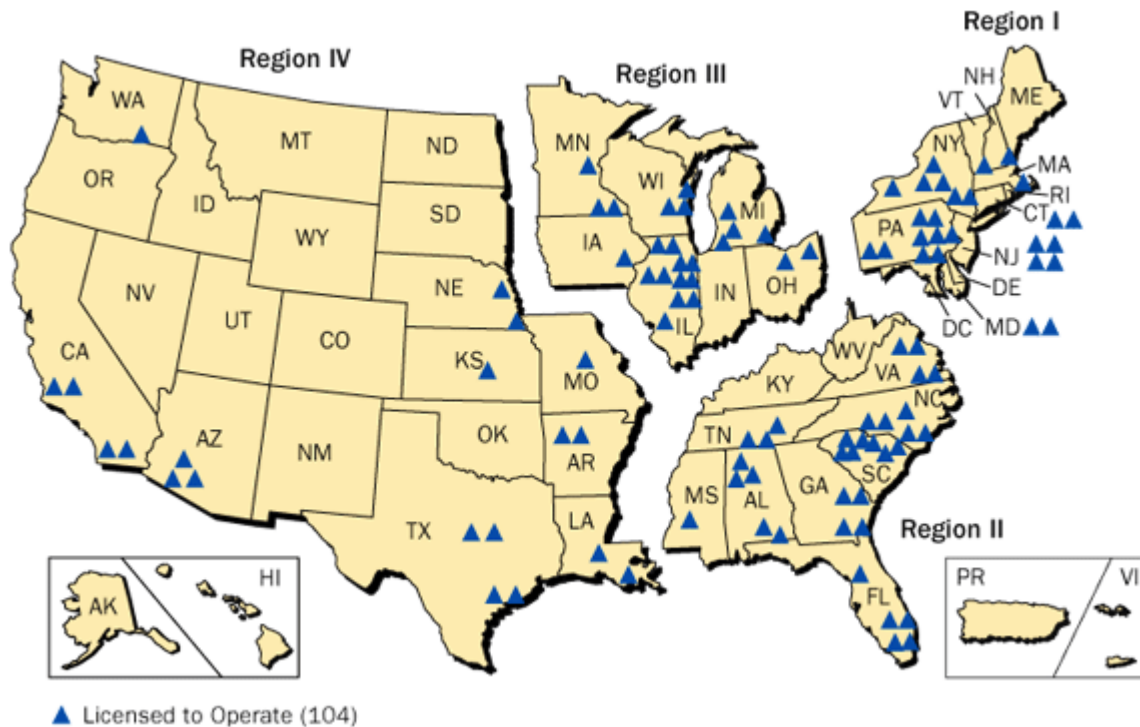 Region I
Region IV
Region III
NH
WA
VT
ME
MT
ND
MN
NY
OR
MA
WI
ID
SD
MI
RI
WY
PA
CT
IA
NE
NJ
NV
OH
IN
UT
DE
CO
IL
DC
MD
CA
KS
WV
MO
VA
KY
NC
OK
TN
AZ
NM
AR
SC
MS
AL
GA
TX
LA
Region II
HI
PR
VI
AK
FL
Licensed to Operate (104)